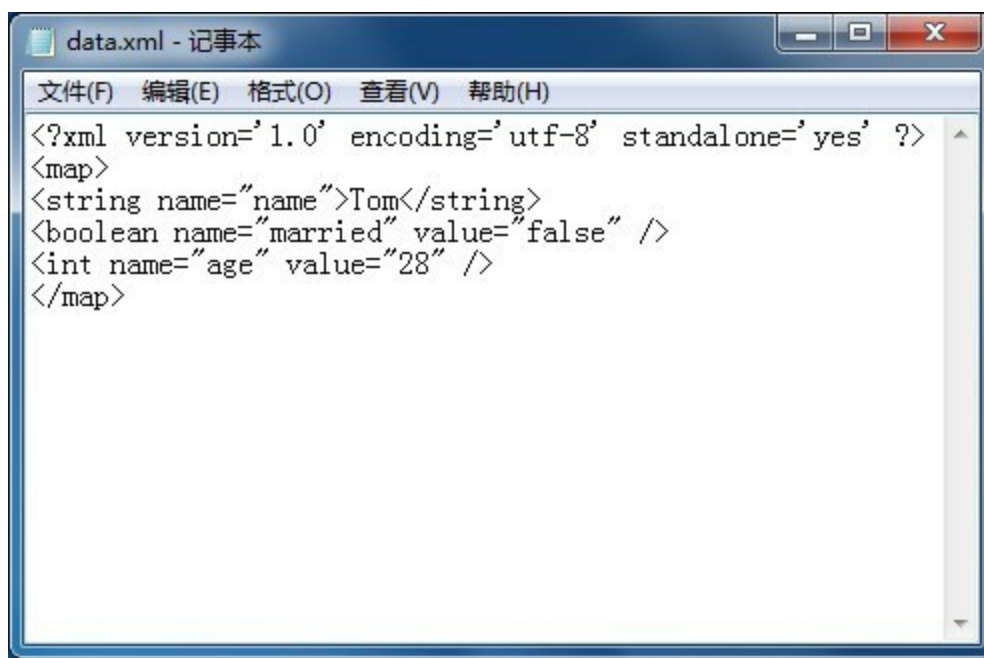 data.xml - 记事本
文件(F) 编辑(E) 格式(O) 查看(V) 帮助(H)
<?xml version='1.0' encoding='utf-8' standalone='yes' ?>
<map>
<string name="name">Tom</string>
<boolean name="married" value="false" />
<int name="age" value="28" />
</map>